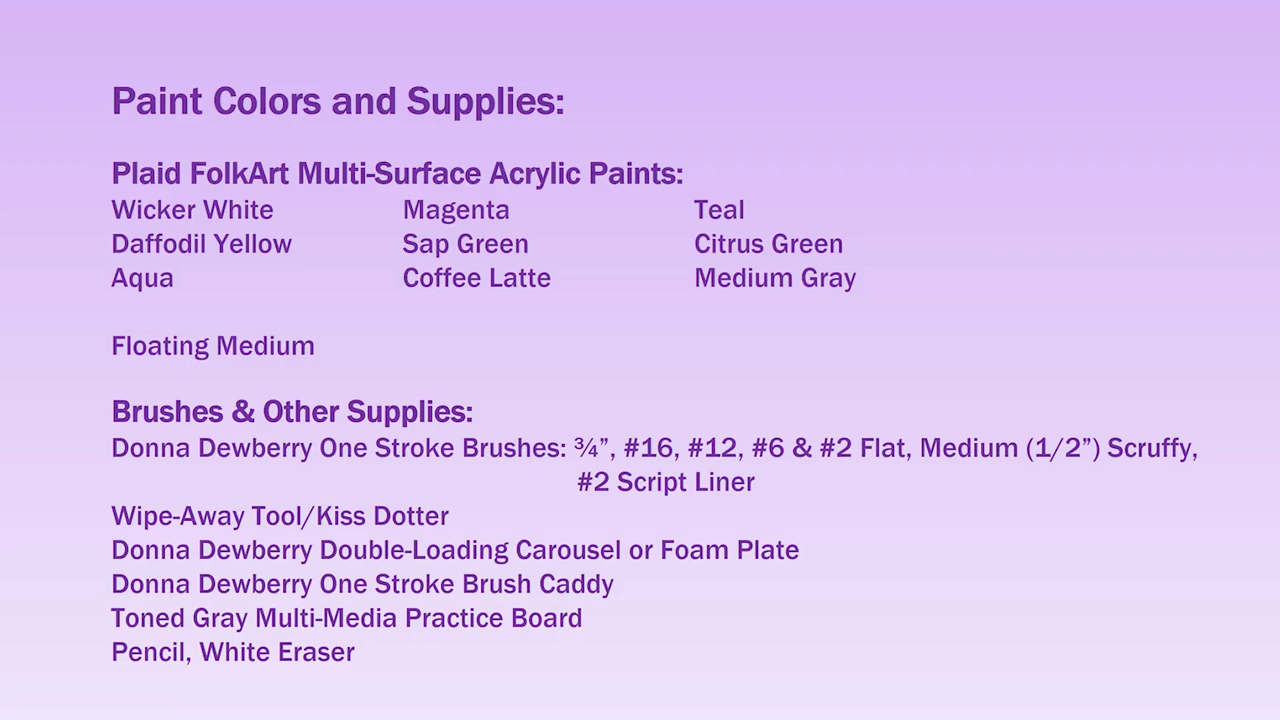 Paint Colors and Supplies:
Plaid FolkArt Multi-Surface Acrylic Paints:
Wicker White Magenta Teal
Daffodil Yellow Sap Green Citrus Green
Aqua Coffee Latte Medium Gray
Floating Medium
Brushes & Other Supplies:
Donna Dewberry One Stroke Brushes: ¾”, #16, #12, #6 & #2 Flat, Medium (1/2”) Scruffy,
#2 Script Liner
Wipe-Away Tool/Kiss Dotter
Donna Dewberry Double-Loading Carousel or Foam Plate
Donna Dewberry One Stroke Brush Caddy
Toned Gray Multi-Media Practice Board
Pencil, White Eraser